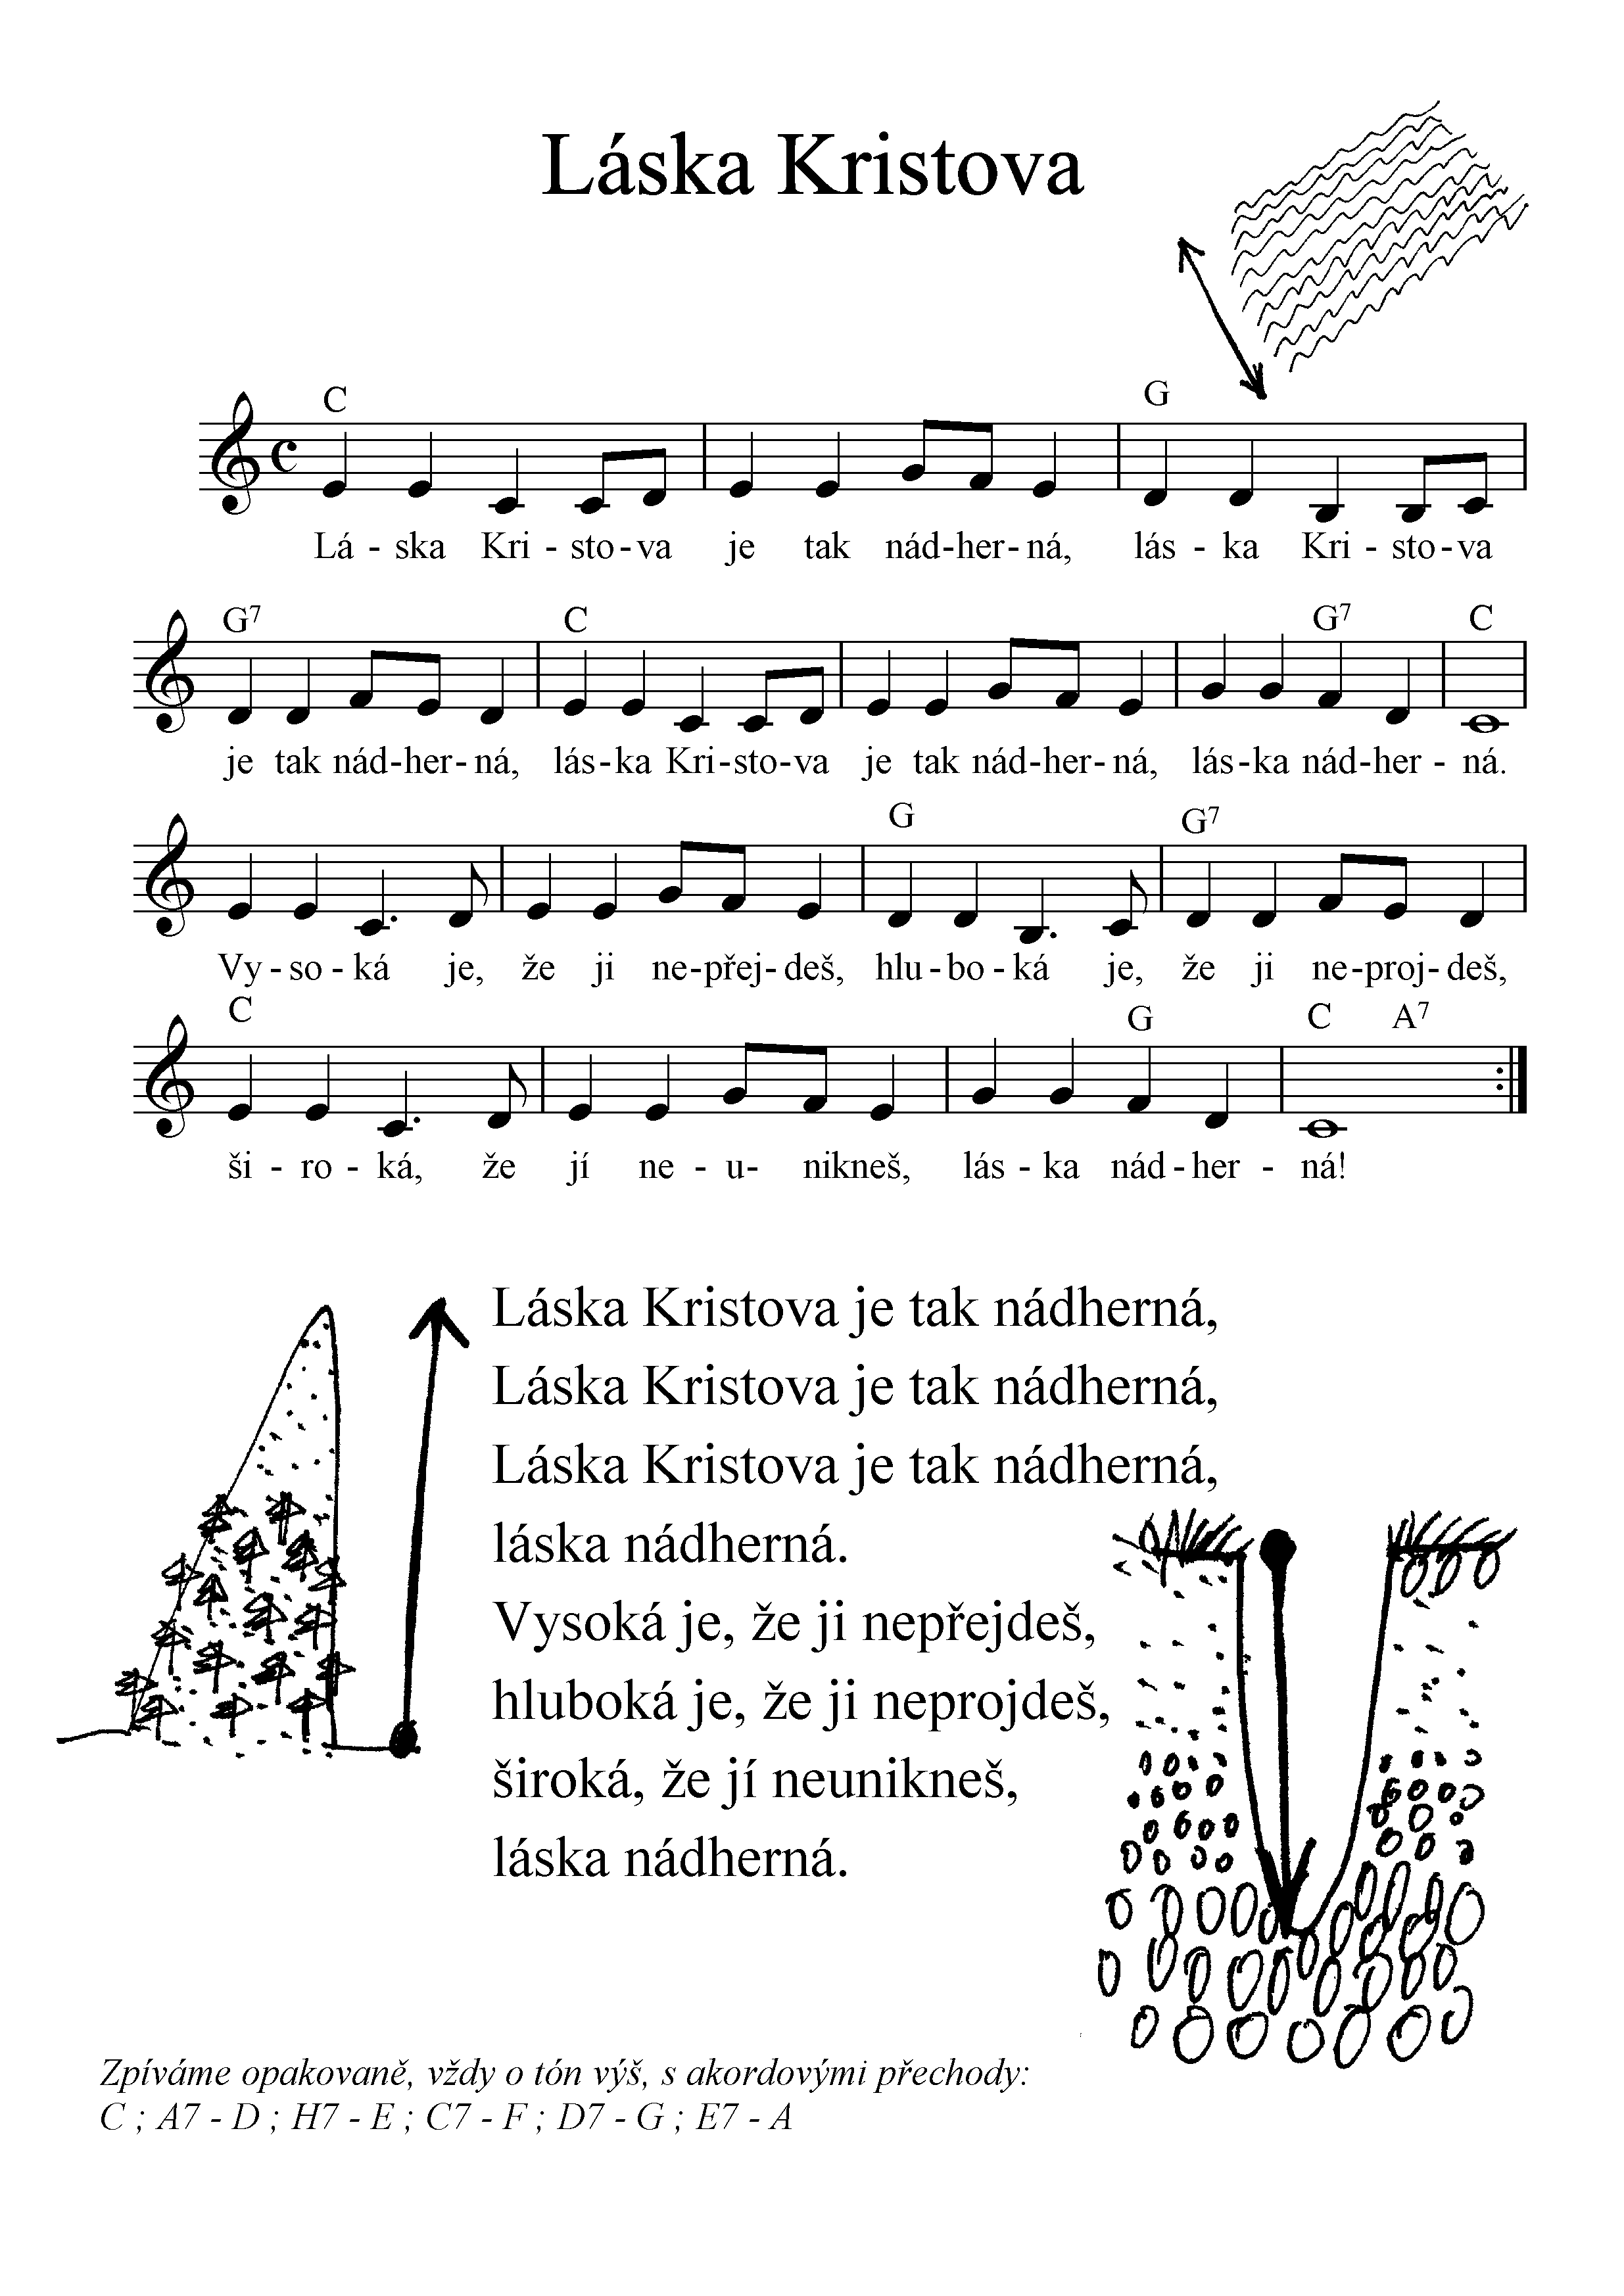 Láska Kristova
C G
Lá - ska Kri - sto - va je tak nád - her - ná, lás - ka Kri - sto - va
G7 C G7 C
je tak nád - her - ná, lás - ka Kri - sto - va je tak nád - her - ná, lás - ka nád - her - ná.
G G7
Vy - so - ká je, že ji ne - přej - deš, hlu - bo - ká je, že ji ne - proj - deš,
C G C A7
ši - ro - ká, že jí ne - u - nikneš, lás - ka nád - her - ná!
Láska Kristova je tak nádherná,
Láska Kristova je tak nádherná,
Láska Kristova je tak nádherná,
láska nádherná.
Vysoká je, že ji nepřejdeš,
hluboká je, že ji neprojdeš,
široká, že jí neunikneš,
láska nádherná.
Zpíváme opakovaně, vždy o tón výš, s akordovými přechody:
C ; A7 - D ; H7 - E ; C7 - F ; D7 - G ; E7 - A